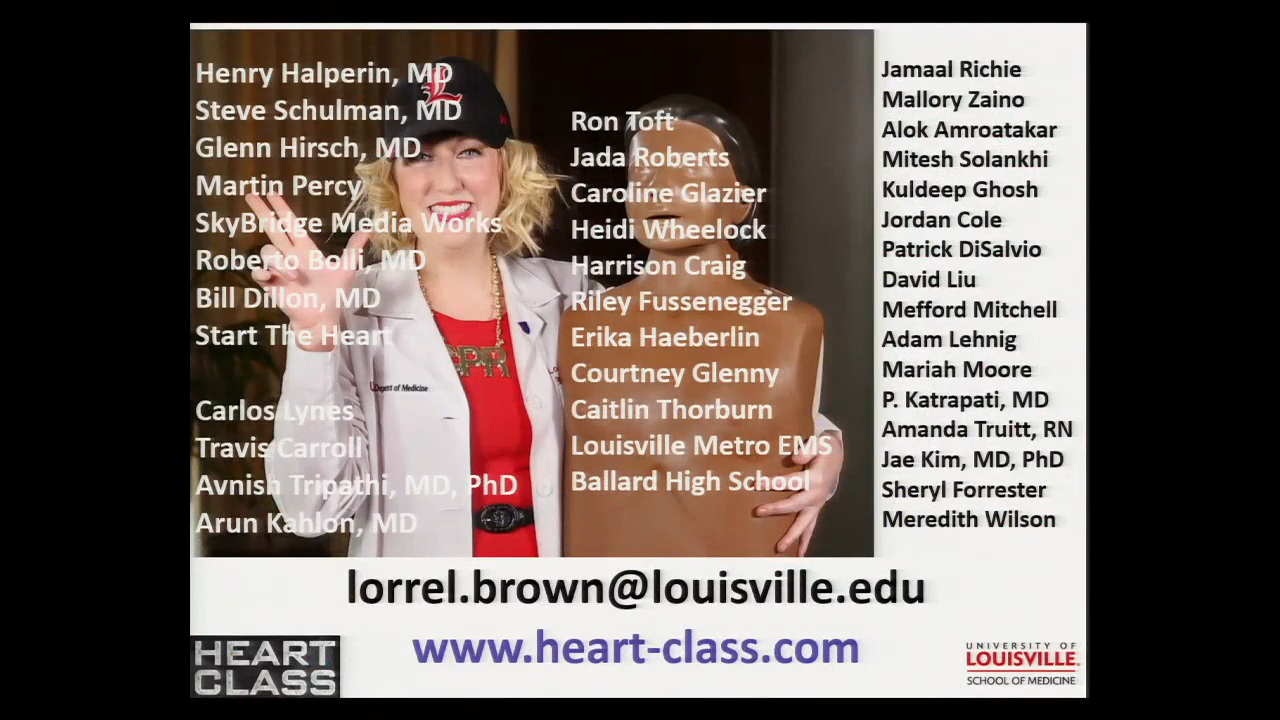 Henry Halperin, MD
Steve Schulman, MD
Glenn Hirsch, MD
Martin Percy
SkyBridge Media Works
Roberto Bolli, MD
Bill Dillon, MD
Start The Heart
Carlos Lynes
Travis Carroll
Avnish Tripathi, MD, PhD
Arun Kahlon, MD
Ron Toft
Jada Roberts
Caroline Glazier
Heidi Wheelock
Harrison Craig
Riley Fussenegger
Erika Haeberlin
Courtney Glenny
Caitlin Thorburn
Louisville Metro EMS
Ballard High School
Jamaal Richie
Mallory Zaino
Alok Amroatakar
Mitesh Solankhi
Kuldeep Ghosh
Jordan Cole
Patrick DiSalvio
David Liu
Mefford Mitchell
Adam Lehnig
Mariah Moore
P. Katrapati, MD
Amanda Truitt, RN
Jae Kim, MD, PhD
Sheryl Forrester
Meredith Wilson
L
CPR
Depart of Medicine
lorrel.brown@louisville.edu
www.heart-class.com
HEART
CLASS
UNIVERSITY OF
LOUISVILLE.
SCHOOL OF MEDICINE